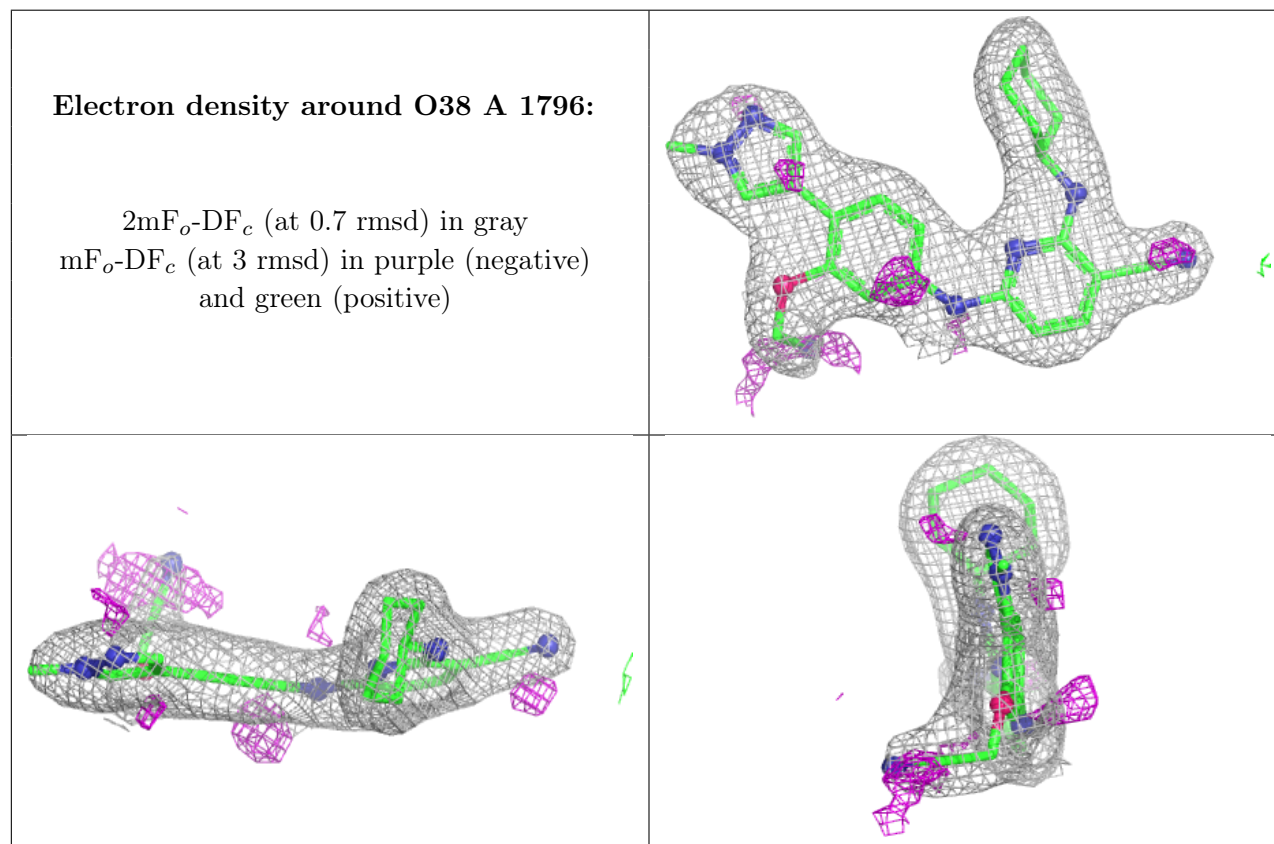 Electron density around O38 A 1796:
2mFo-DFc (at 0.7 rmsd) in gray
mFo-DFc (at 3 rmsd) in purple (negative)
and green (positive)